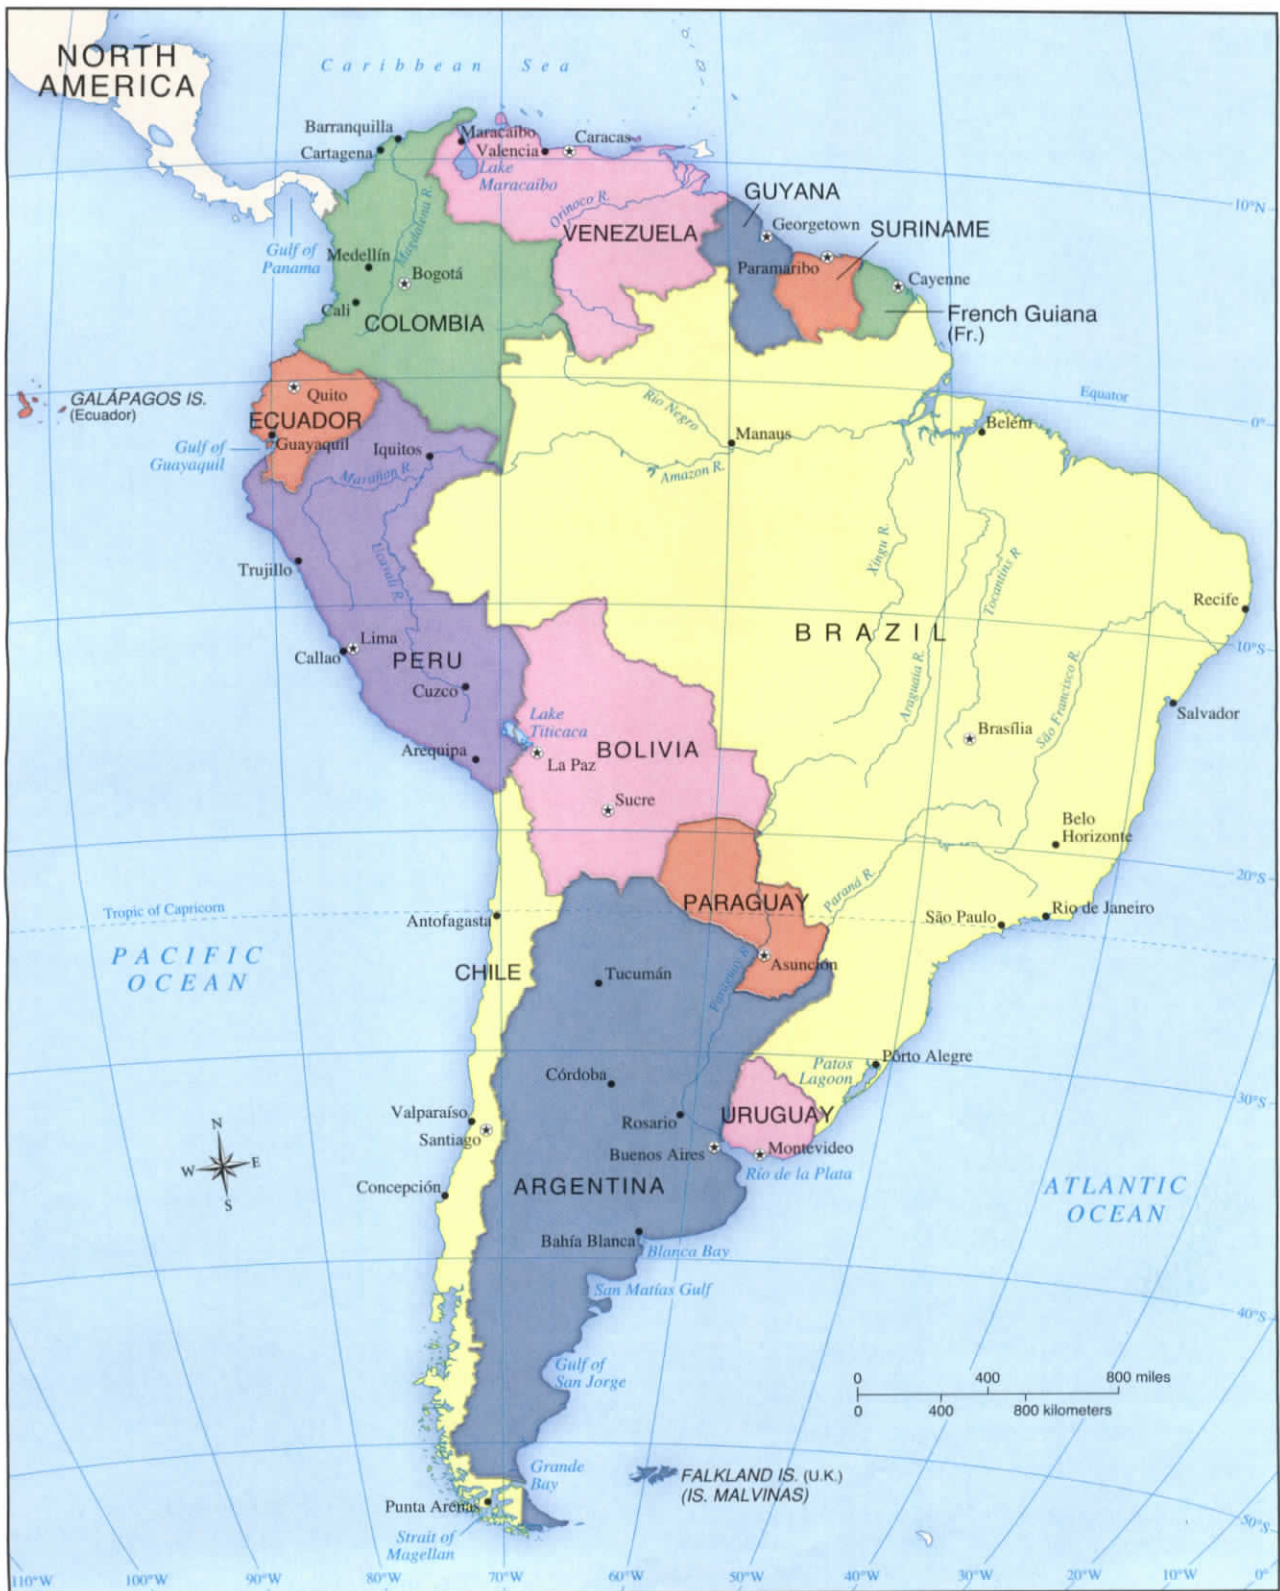 NORTH
AMERICA
Caribbean Sea
Barranquilla
Cartagena
Maracaibo
Valencia
Caracas
Lake
Maracaibo
Orinoco R.
Magdalena R.
VENEZUELA
GUYANA
Georgetown
SURINAME
Paramaribo
Cayenne
French Guiana
(Fr.)
10°N
Gulf of
Panama
Medellín
Bogotá
Cali
COLOMBIA
GALÁPAGOS IS.
(Ecuador)
Quito
ECUADOR
Guayaquil
Gulf of
Guayaquil
Iquitos
Marañón R.
Ucayali R.
Rio Negro
Manaus
Amazon R.
Belém
Equator
0°
Xingu R.
Tocantins R
Araguaia R.
São Francisco R.
Trujillo
Lima
Callao
PERU
Cuzco
Arequipa
BRAZIL
Recife
10°S
Salvador
Brasília
Lake
Titicaca
La Paz
BOLIVIA
Sucre
Belo
Horizonte
20°S
Tropic of Capricorn
Antofagasta
PARAGUAY
Paraná R.
São Paulo
Rio de Janeiro
PACIFIC
OCEAN
CHILE
Tucumán
Asunción
Córdoba
Patos
Lagoon
Pôrto Alegre
30°S
Valparaíso
Santiago
Rosario
URUGUAY
Buenos Aires
Montevideo
Río de la Plata
N
W
E
S
Concepción
ARGENTINA
ATLANTIC
OCEAN
Bahía Blanca
Blanca Bay
San Matías Gulf
40°S
Gulf of
San Jorge
0 400 800 miles
0 400 800 kilometers
Grande
Bay
FALKLAND IS. (U.K.)
(IS. MALVINAS)
Punta Arenas
Strait of
Magellan
50°S
110°W 100°W 90°W 80°W 70°W 60°W 50°W 40°W 30°W 20°W 10°W 0°